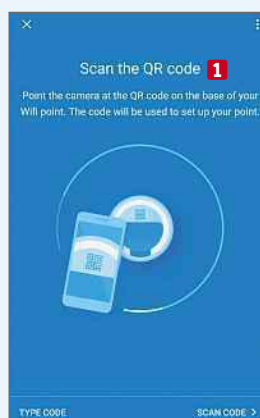 Scan the QR code 1
Point the camera at the QR code on the base of your
Wifi point. The code will be used to set up your point.
TYPE CODE SCAN CODE